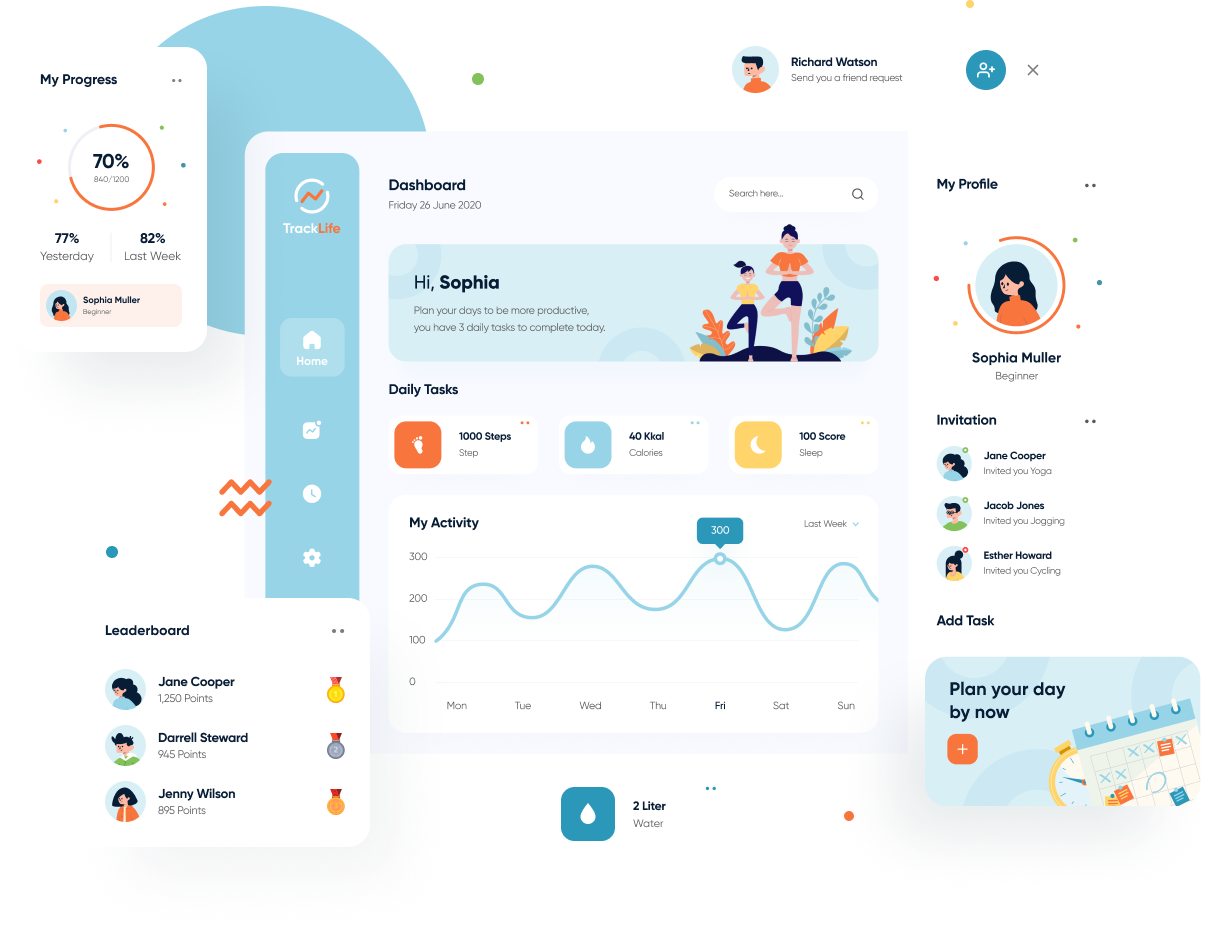 My Progress
70%
840/1200
77%
Yesterday
82%
Last Week
Sophia Muller
Beginner
Richard Watson
Send you a friend request
TrackLife
Home
Dashboard
Friday 26 June 2020
Search here...
Hi, Sophia
Plan your days to be more productive,
you have 3 daily tasks to complete today.
Daily Tasks
1000 Steps
Step
40 Kkal
Calories
100 Score
Sleep
My Activity
Last Week
300
300
200
100
0
Mon
Tue
Wed
Thu
Fri
Sat
Sun
My Profile
Sophia Muller
Beginner
Invitation
Jane Cooper
Invited you Yoga
Jacob Jones
Invited you Jogging
Esther Howard
Invited you Cycling
Add Task
Plan your day
by now
Leaderboard
Jane Cooper
1,250 Points
Darrell Steward
945 Points
Jenny Wilson
895 Points
2 Liter
Water